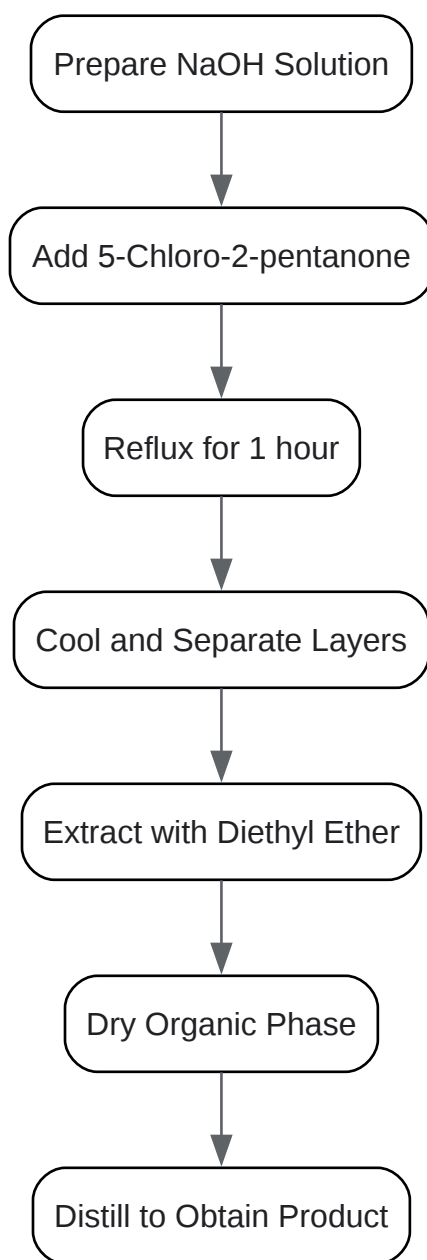 Prepare NaOH Solution
Add 5-Chloro-2-pentanone
Reflux for 1 hour
Cool and Separate Layers
Extract with Diethyl Ether
Dry Organic Phase
Distill to Obtain Product